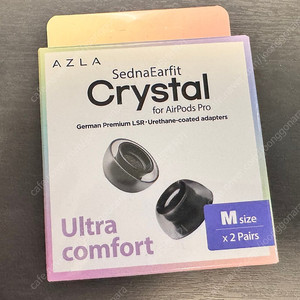 AZLA
SednaEarfit
Crystal
for AirPods Pro
German Premium LSR · Urethane-coated adapters
Ultra
comfort
M size
x 2 Pairs